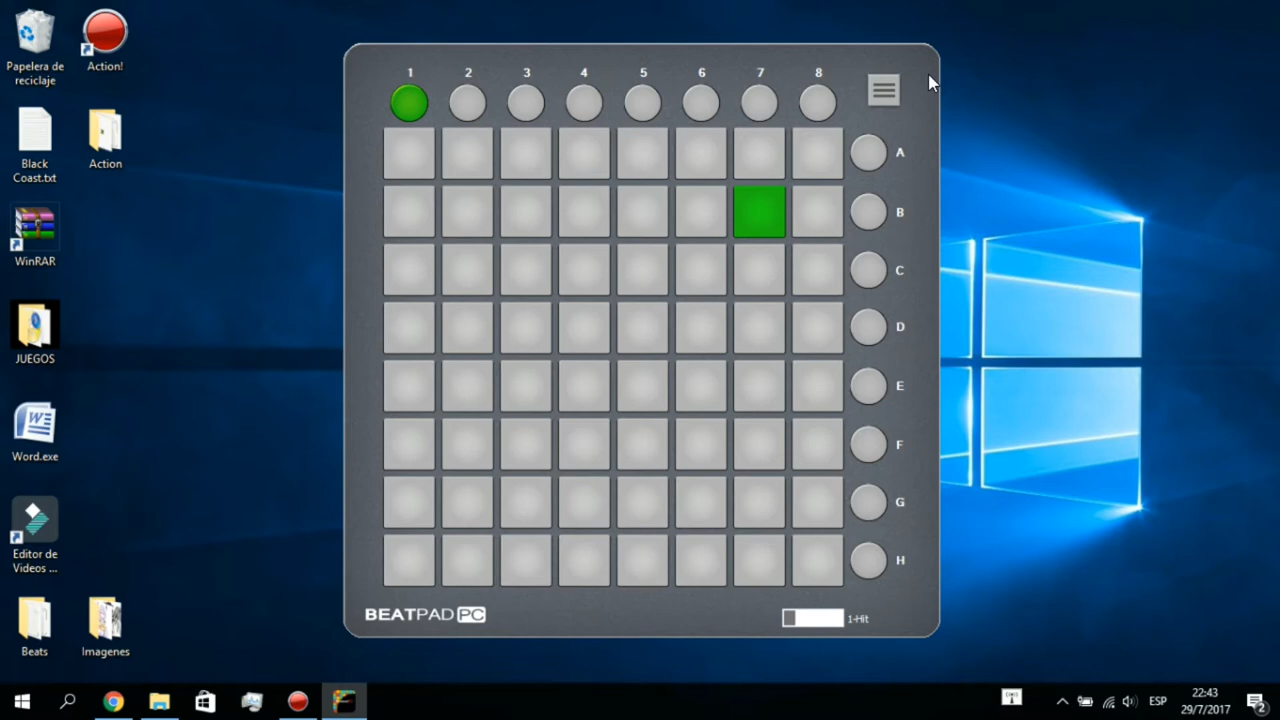 Papelera de
reciclaje
Action!
Black
Coast.txt
Action
WinRAR
JUEGOS
Word.exe
Editor de
Videos ...
Beats
Imagenes
1 2 3 4 5 6 7 8
A
B
C
D
E
F
G
H
BEATPAD PC
1-Hit
ESP
22:43
29/7/2017
2